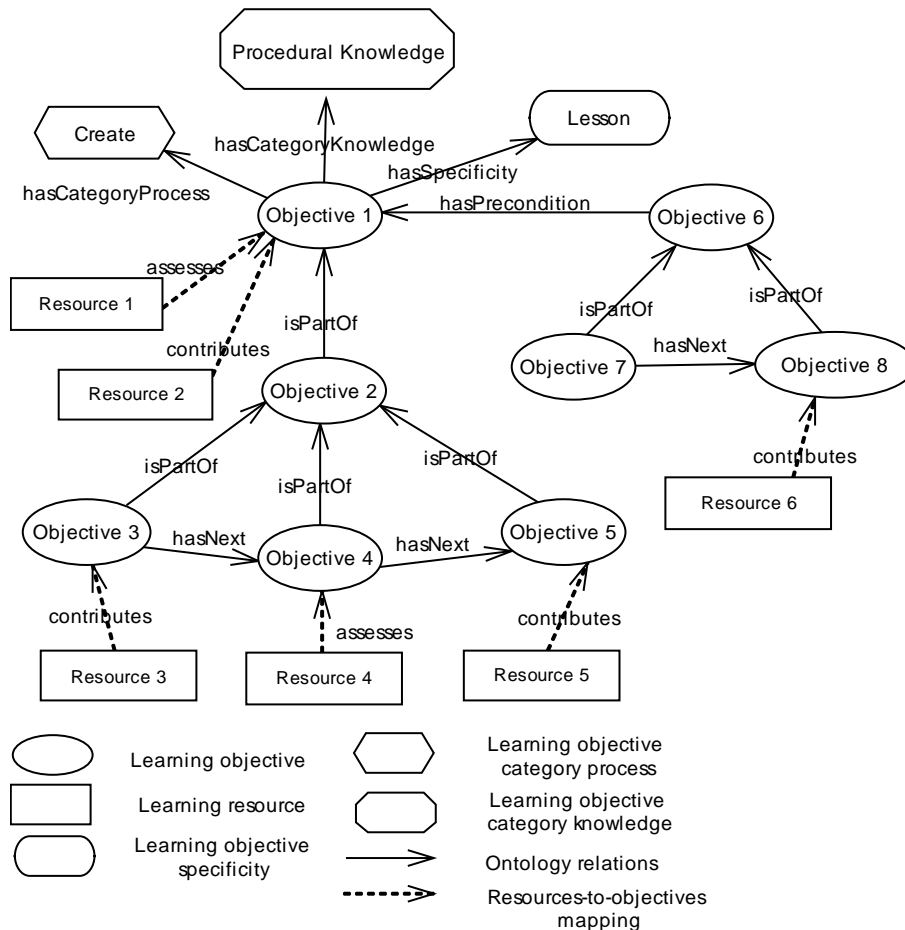 Procedural Knowledge
Create
Lesson
hasCategoryKnowledge
hasSpecificity
hasCategoryProcess
hasPrecondition
Objective 1
Objective 6
assesses
Resource 1
isPartOf
isPartOf
isPartOf
contributes
hasNext
Objective 7
Objective 8
Resource 2
Objective 2
contributes
isPartOf
isPartOf
isPartOf
Resource 6
Objective 3
hasNext
Objective 4
hasNext
Objective 5
contributes
assesses
contributes
Resource 3
Resource 4
Resource 5
Learning objective
Learning objective
category process
Learning resource
Learning objective
category knowledge
Learning objective
specificity
Ontology relations
Resources-to-objectives
mapping